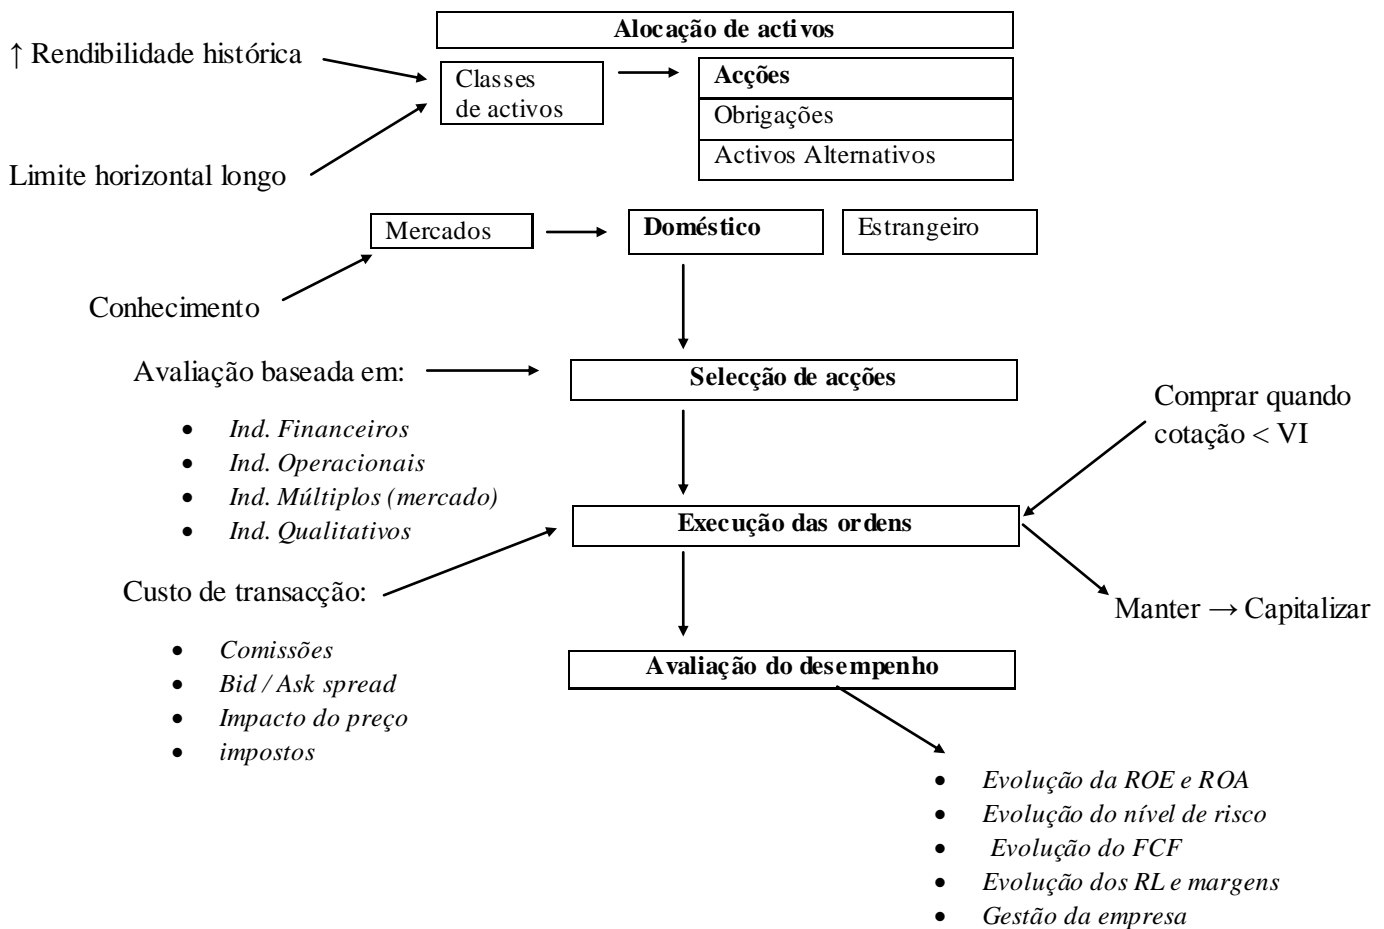 Alocação de activos
↑ Rendibilidade histórica
Classes
de activos
Acções
Obrigações
Activos Alternativos
Limite horizontal longo
Mercados
Doméstico
Estrangeiro
Conhecimento
Avaliação baseada em:
Selecção de acções
• Ind. Financeiros
• Ind. Operacionais
• Ind. Múltiplos (mercado)
• Ind. Qualitativos
Comprar quando
cotação < VI
Execução das ordens
Custo de transacção:
Manter → Capitalizar
• Comissões
• Bid / Ask spread
• Impacto do preço
• impostos
Avaliação do desempenho
• Evolução da ROE e ROA
• Evolução do nível de risco
• Evolução do FCF
• Evolução dos RL e margens
• Gestão da empresa